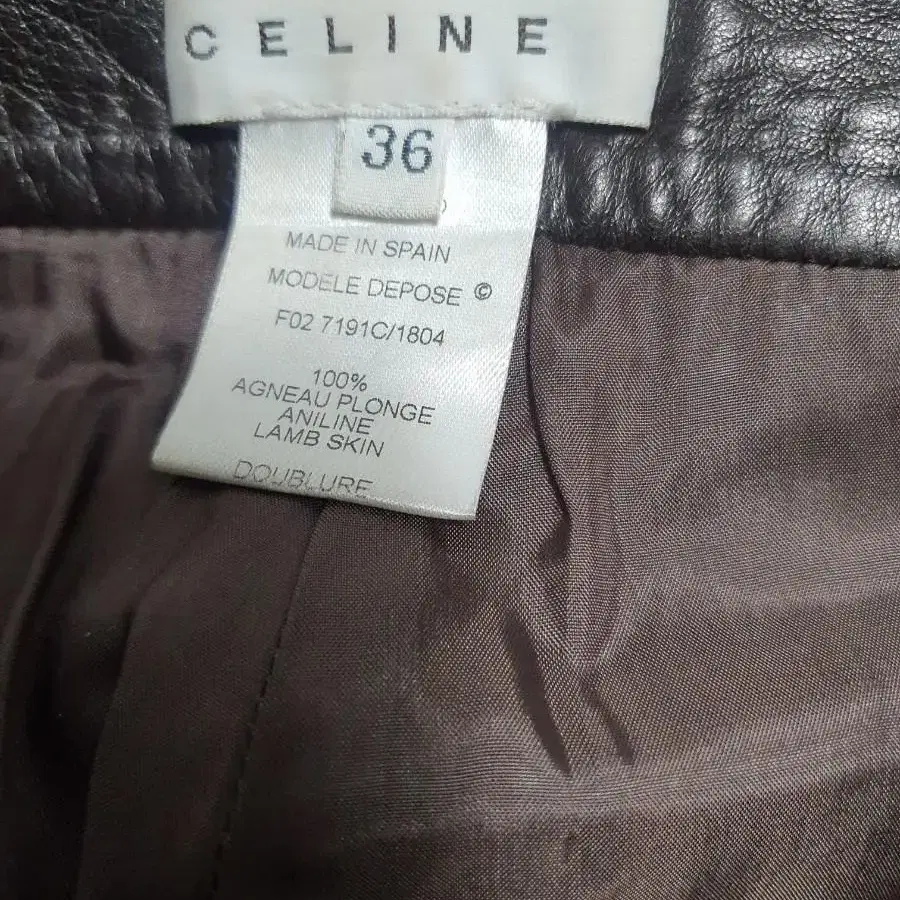 CELINE
36
MADE IN SPAIN
MODELE DEPOSE ©
F02 7191C/1804
100%
AGNEAU PLONGE
ANILINE
LAMB SKIN
DOUBLURE